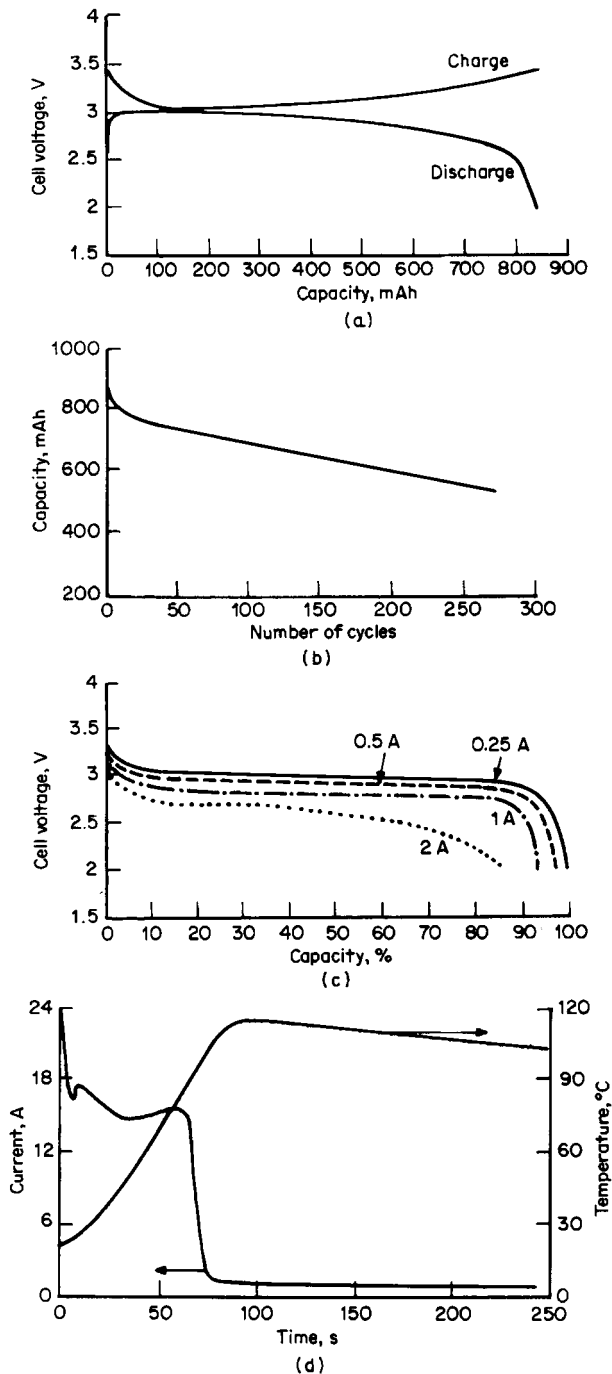 4
3.5
3
2.5
2
1.5
Cell voltage, V
Charge
Discharge
0 100 200 300 400 500 600 700 800 900
Capacity, mAh
(a)
1000
800
600
400
200
Capacity, mAh
0 50 100 150 200 250 300
Number of cycles
(b)
4
3.5
3
2.5
2
1.5
Cell voltage, V
0.5 A
0.25 A
1 A
2 A
0 10 20 30 40 50 60 70 80 90 100
Capacity, %
(c)
24
18
12
6
0
Current, A
120
90
60
30
0
Temperature, °C
0 50 100 150 200 250
Time, s
(d)